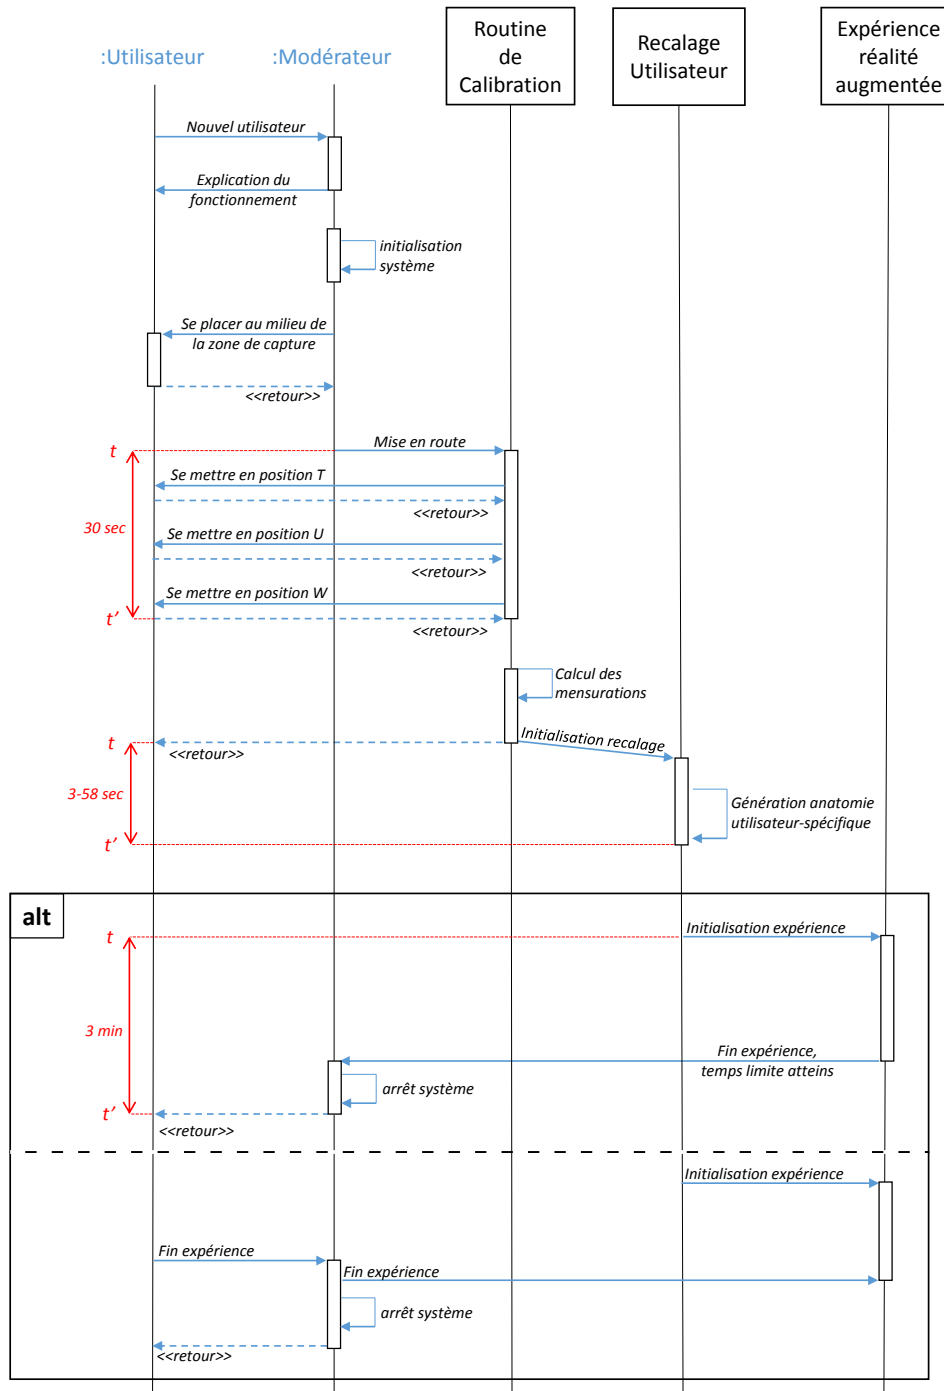 :Utilisateur
:Modérateur
Routine
de
Calibration
Recalage
Utilisateur
Expérience
réalité
augmentée
Nouvel utilisateur
Explication du
fonctionnement
initialisation
système
Se placer au milieu de
la zone de capture
<<retour>>
t
Mise en route
Se mettre en position T
<<retour>>
30 sec
Se mettre en position U
<<retour>>
Se mettre en position W
t’
<<retour>>
Calcul des
mensurations
t
<<retour>>
Initialisation recalage
3-58 sec
Génération anatomie
utilisateur-spécifique
t’
alt
t
Initialisation expérience
3 min
Fin expérience,
temps limite atteins
arrêt système
t’
<<retour>>
Initialisation expérience
Fin expérience
Fin expérience
arrêt système
<<retour>>